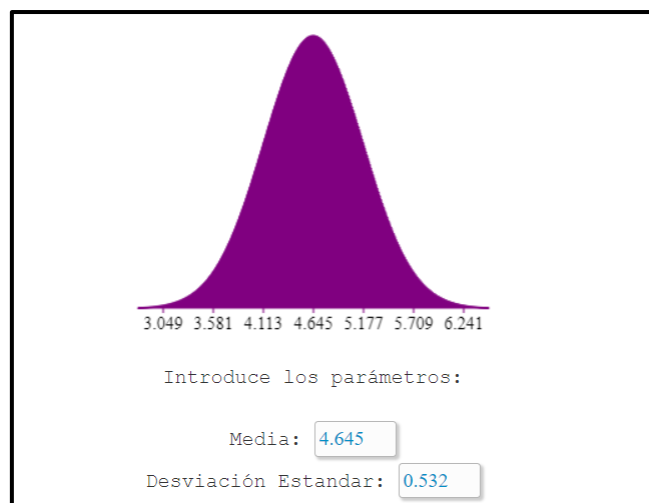 3.049 3.581 4.113 4.645 5.177 5.709 6.241
Introduce los parámetros:
Media: 4.645
Desviación Estandar: 0.532